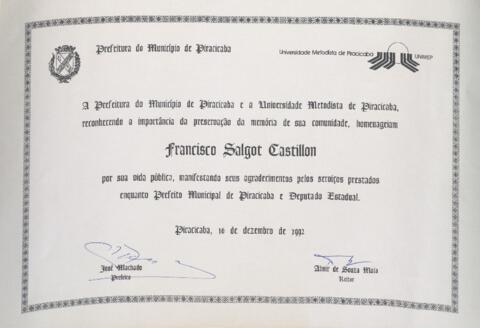 Prefeitura do Município de Piracicaba
Universidade Metodista de Piracicaba
UNIMEP
A Prefeitura do Município de Piracicaba e a Universidade Metodista de Piracicaba,
reconhecendo a importância da preservação da memória de sua comunidade, homenageiam
Francisco Salgot Castillon
por sua vida pública, manifestando seus agradecimentos pelos serviços prestados
enquanto Prefeito Municipal de Piracicaba e Deputado Estadual.
Piracicaba, 10 de dezembro de 1992
José Machado
Prefeito
Almir de Souza Maia
Reitor